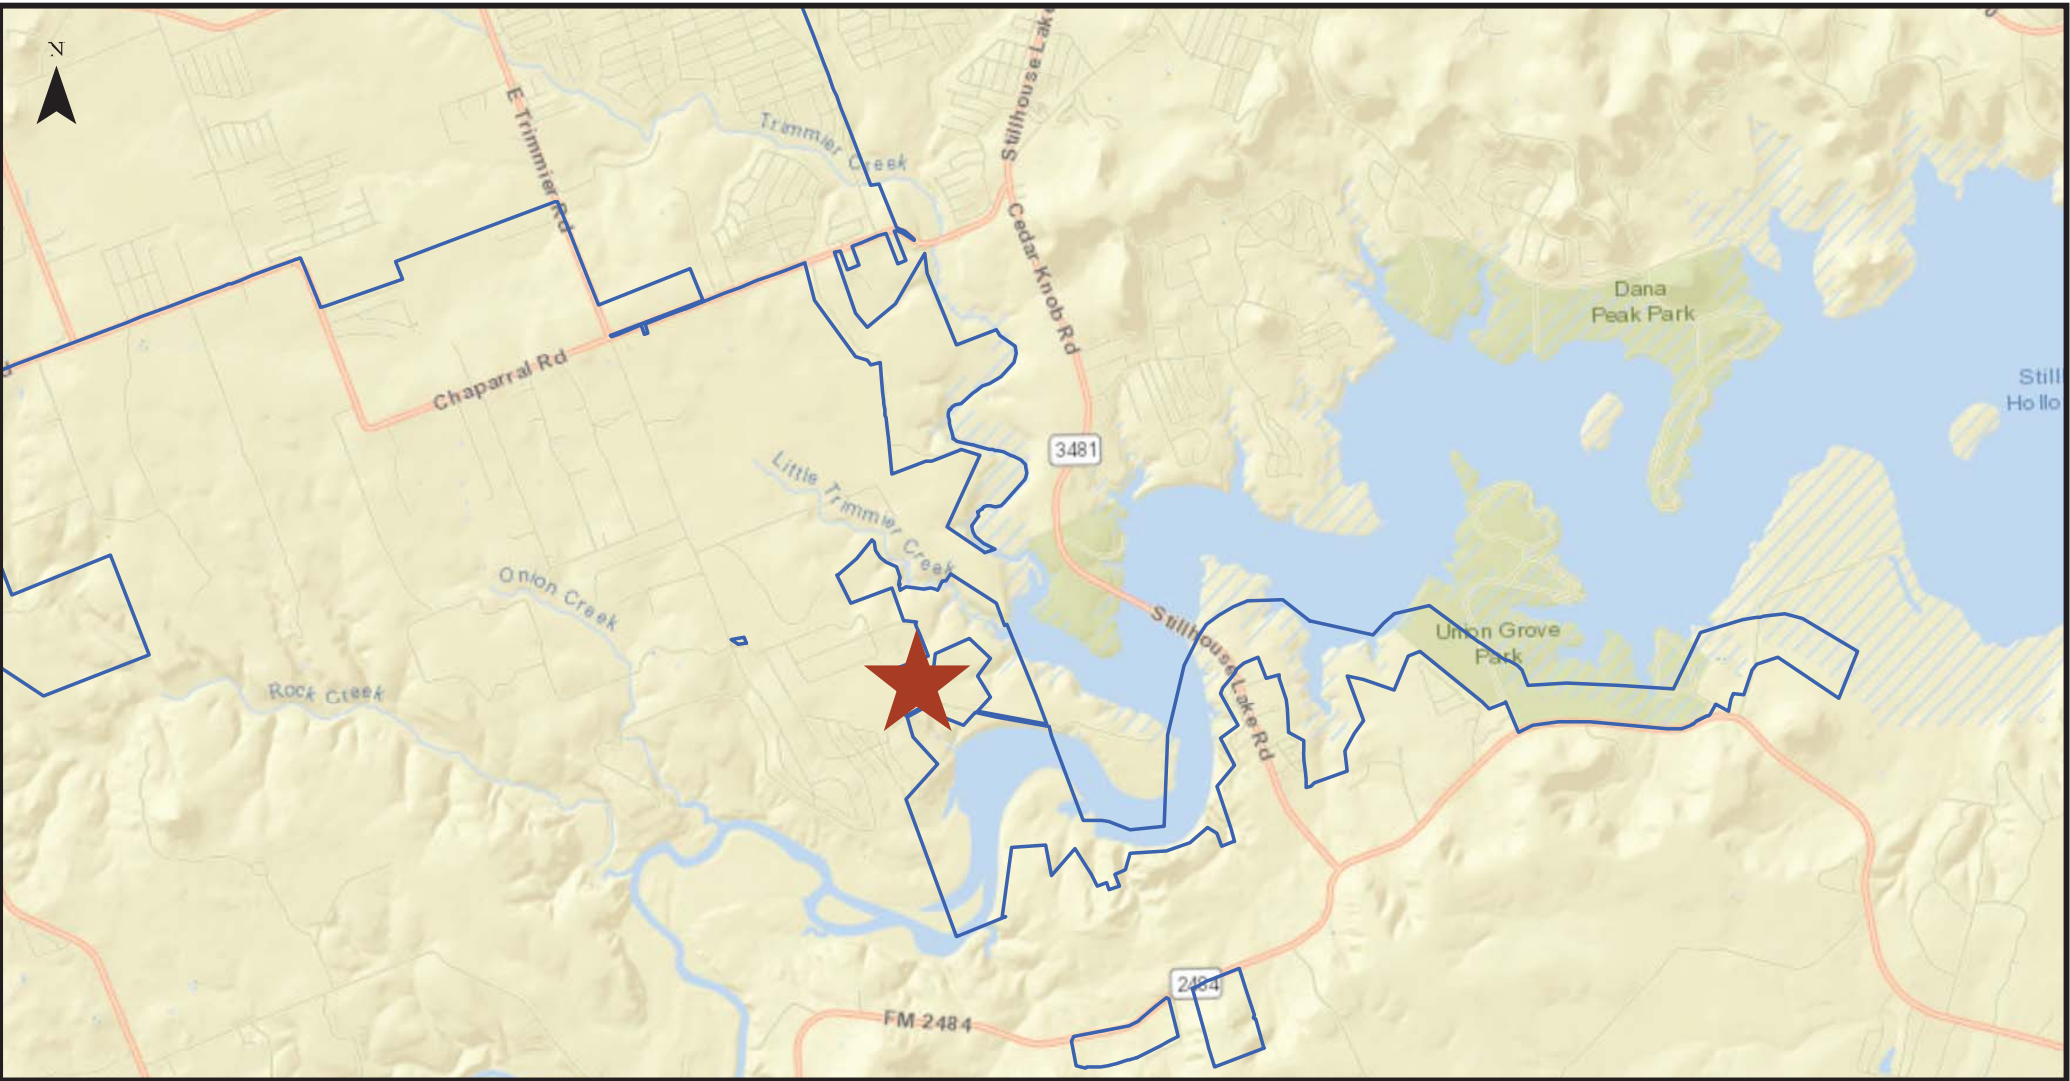 N
Stillhouse Lake
E Trimmier Rd
Trimmier Creek
Cedar Knob Rd
Dana
Peak Park
Still
Hollo
d
Chaparral Rd
3481
Little Trimmier Creek
Onion Creek
Stillhouse Lake Rd
Union Grove
Park
Rock Creek
2484
FM 2484